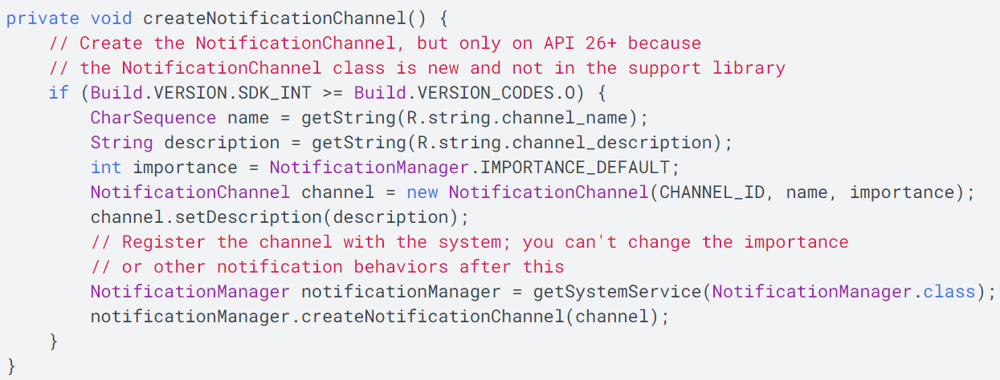 private void createNotificationChannel() {
    // Create the NotificationChannel, but only on API 26+ because
    // the NotificationChannel class is new and not in the support library
    if (Build.VERSION.SDK_INT >= Build.VERSION_CODES.O) {
        CharSequence name = getString(R.string.channel_name);
        String description = getString(R.string.channel_description);
        int importance = NotificationManager.IMPORTANCE_DEFAULT;
        NotificationChannel channel = new NotificationChannel(CHANNEL_ID, name, importance);
        channel.setDescription(description);
        // Register the channel with the system; you can't change the importance
        // or other notification behaviors after this
        NotificationManager notificationManager = getSystemService(NotificationManager.class);
        notificationManager.createNotificationChannel(channel);
    }
}